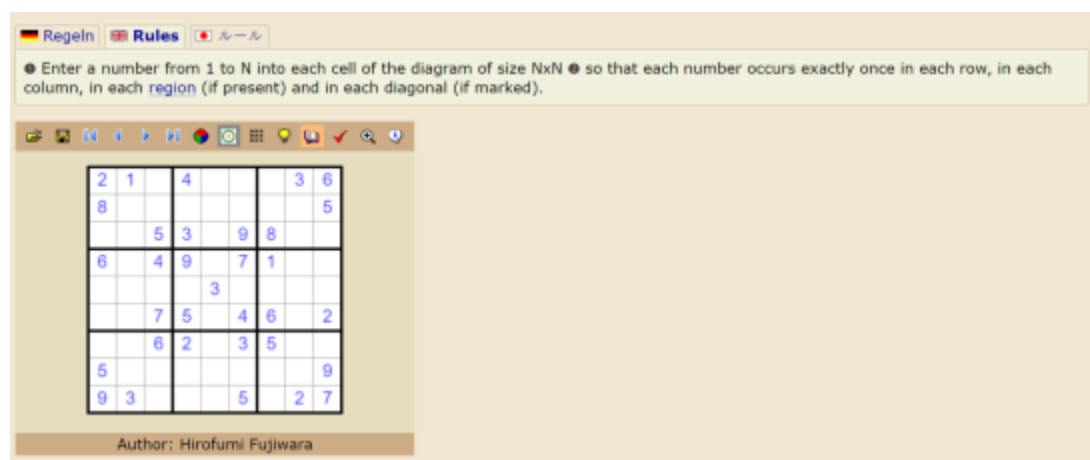 Regeln Rules ルール
❶ Enter a number from 1 to N into each cell of the diagram of size NxN ❷ so that each number occurs exactly once in each row, in each
column, in each region (if present) and in each diagonal (if marked).
2 1 4 3 6
8 5
5 3 9 8
6 4 9 7 1
3
7 5 4 6 2
6 2 3 5
5 9
9 3 5 2 7
Author: Hirofumi Fujiwara